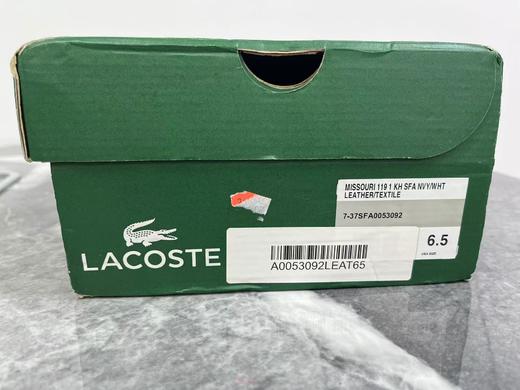 MISSOURI 119 1 KH SFA NVY/WHT
LEATHER/TEXTILE
7-37SFA0053092
6.5
LACOSTE
A0053092LEAT65